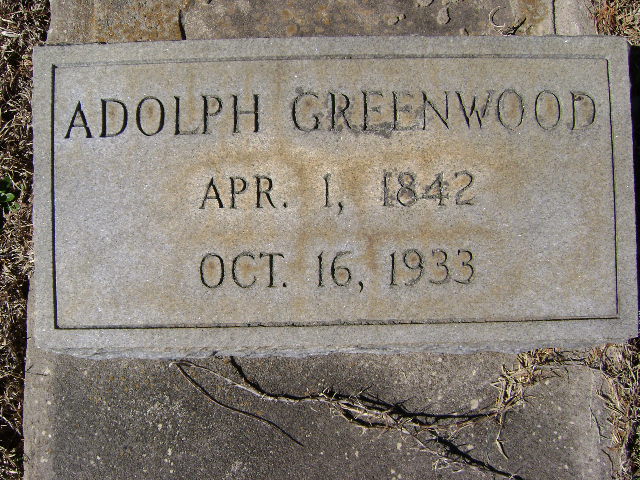 ADOLPH GREENWOOD
APR. 1, 1842
OCT. 16, 1933